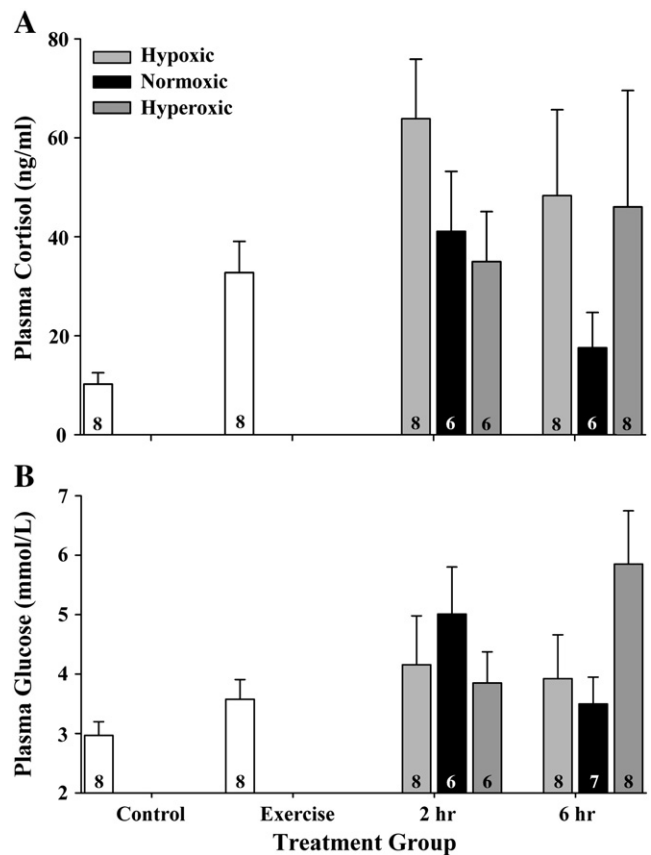 A
80
Hypoxic
Normoxic
Hyperoxic
60
40
20
0
Plasma Cortisol (ng/ml)
8 8 8 6 6 8 6 8
B
7
6
5
4
3
2
Plasma Glucose (mmol/L)
8 8 8 6 6 8 7 8
Control Exercise 2 hr 6 hr
Treatment Group